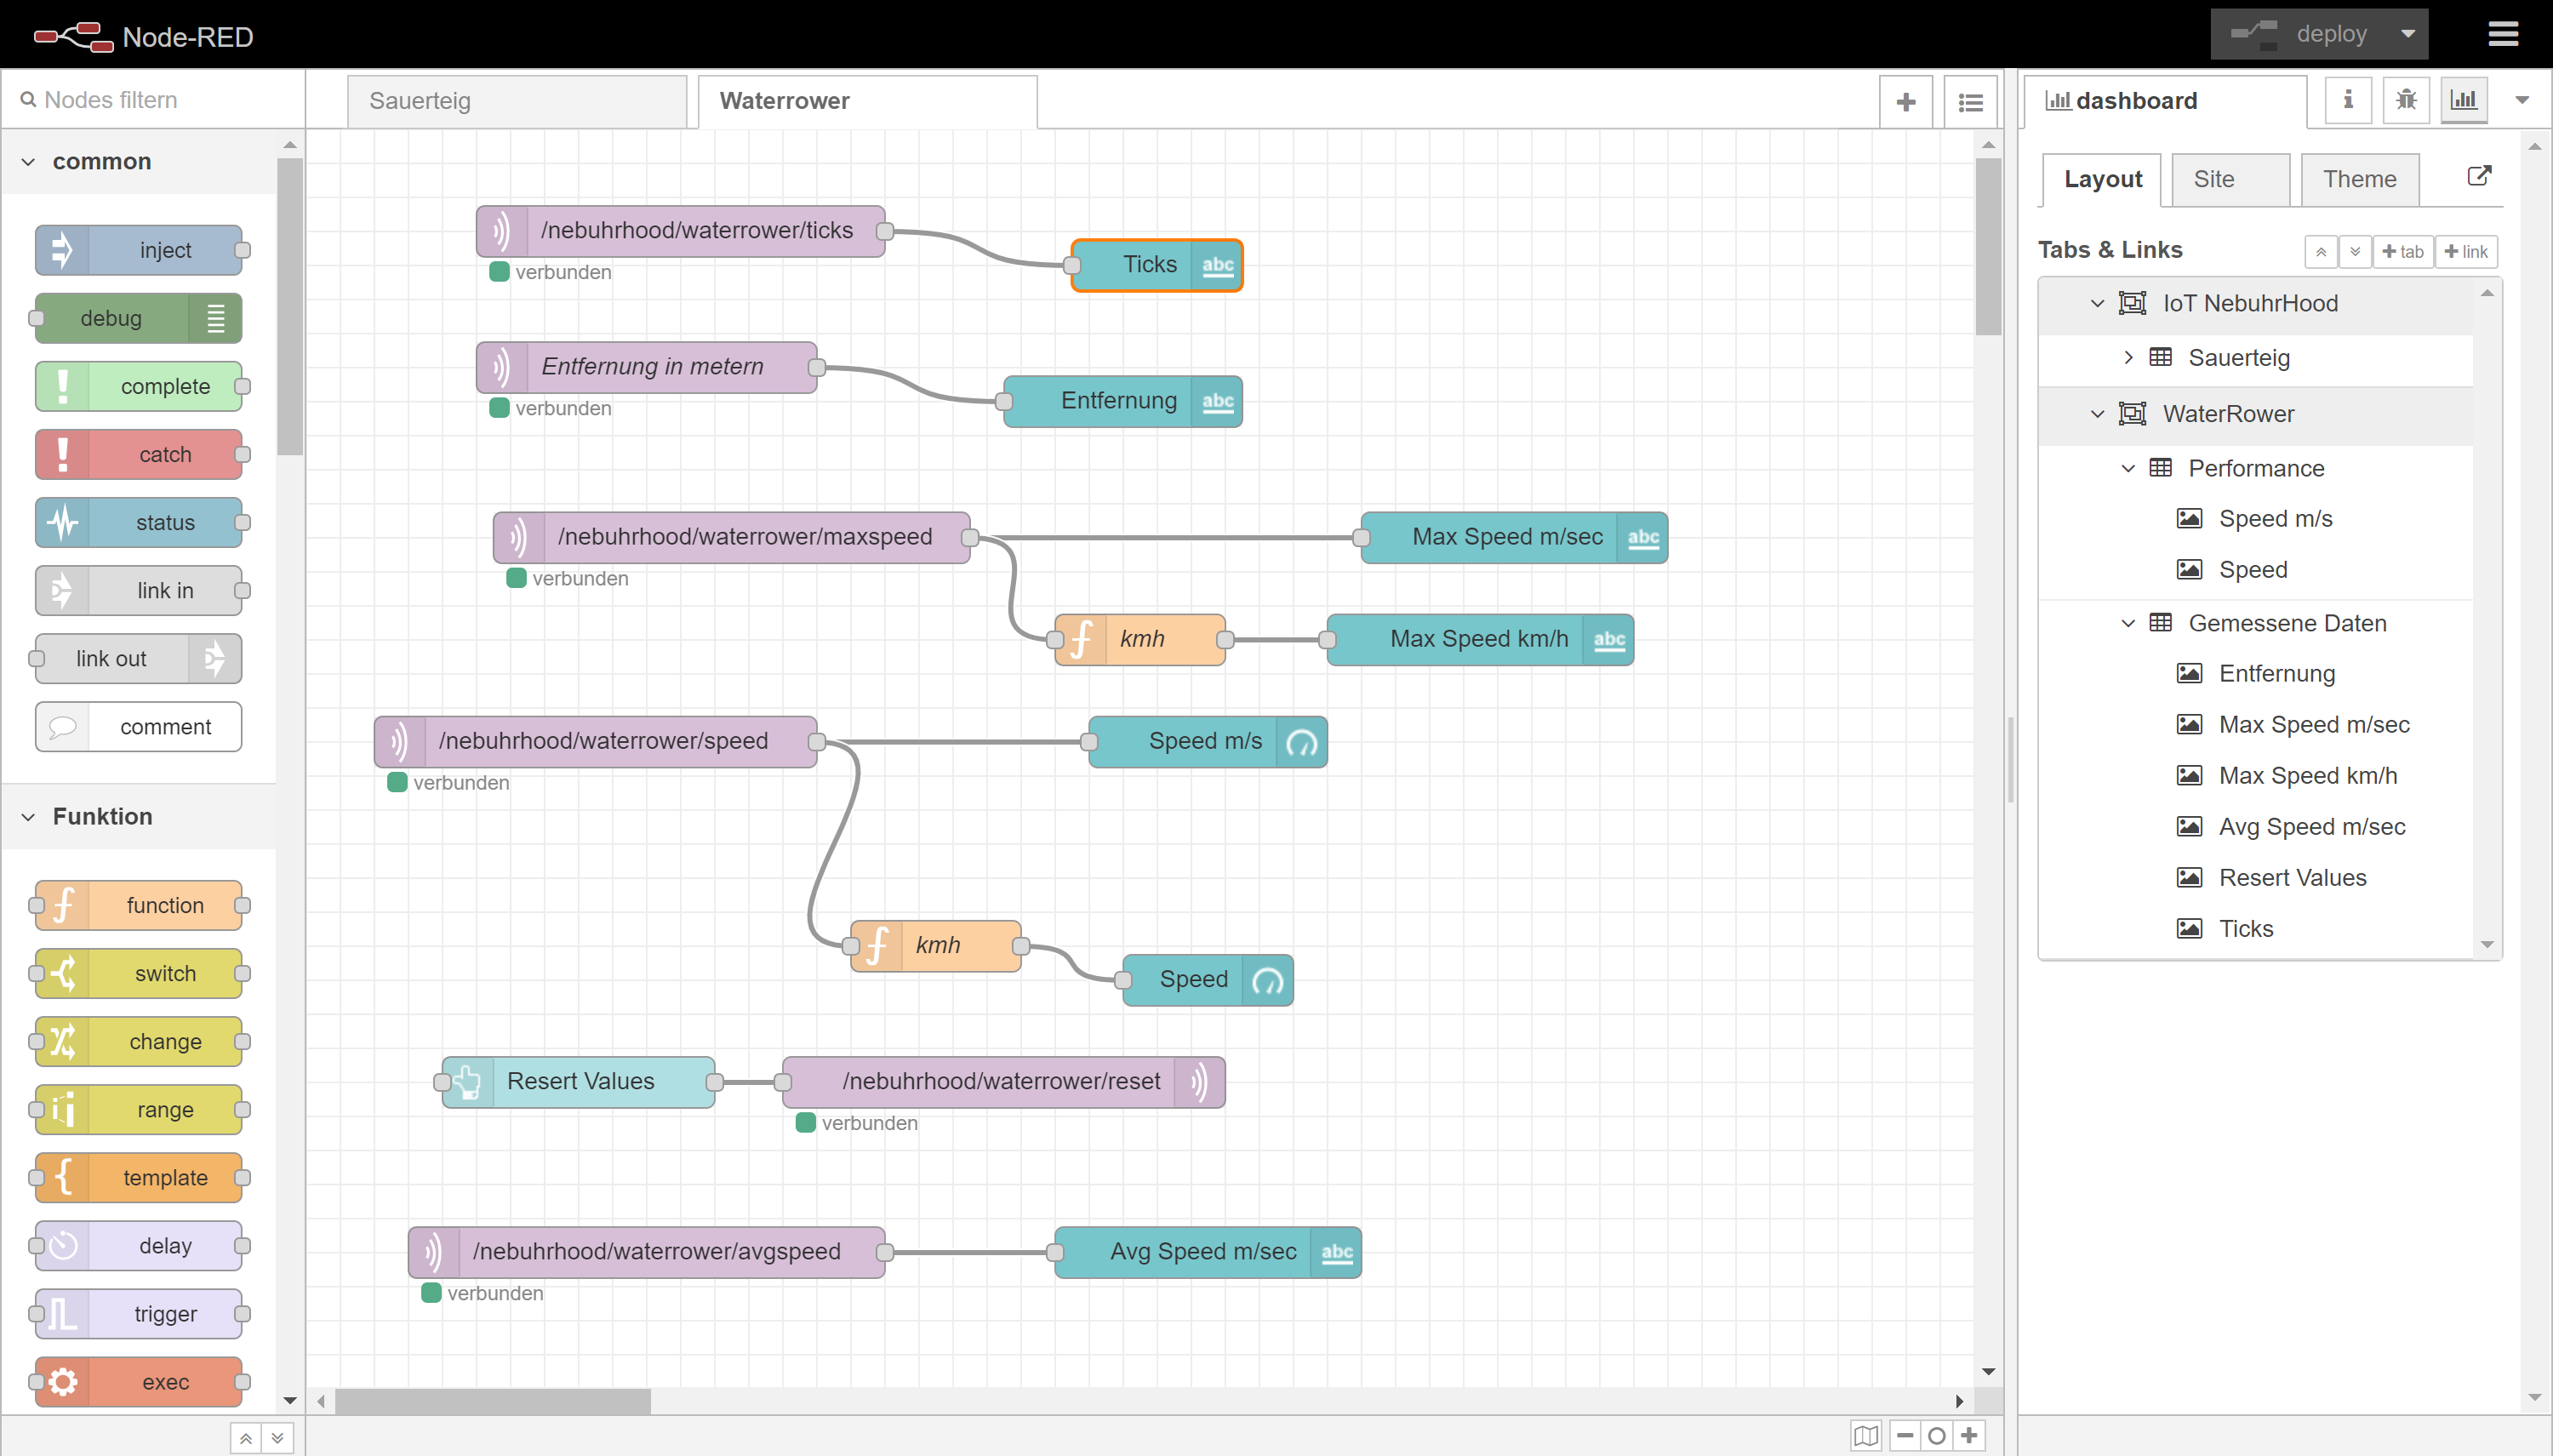 Node-RED
deploy
Nodes filtern
Sauerteig
Waterrower
dashboard
common
inject
debug
complete
catch
status
link in
link out
comment
Funktion
function
switch
change
range
template
delay
trigger
exec
/nebuhrhood/waterrower/ticks
verbunden
Ticks
abc
Entfernung in metern
verbunden
Entfernung
abc
/nebuhrhood/waterrower/maxspeed
verbunden
Max Speed m/sec
abc
kmh
Max Speed km/h
abc
/nebuhrhood/waterrower/speed
verbunden
Speed m/s
kmh
Speed
Resert Values
/nebuhrhood/waterrower/reset
verbunden
/nebuhrhood/waterrower/avgspeed
verbunden
Avg Speed m/sec
abc
Layout
Site
Theme
Tabs & Links
tab
link
IoT NebuhrHood
Sauerteig
WaterRower
Performance
Speed m/s
Speed
Gemessene Daten
Entfernung
Max Speed m/sec
Max Speed km/h
Avg Speed m/sec
Resert Values
Ticks